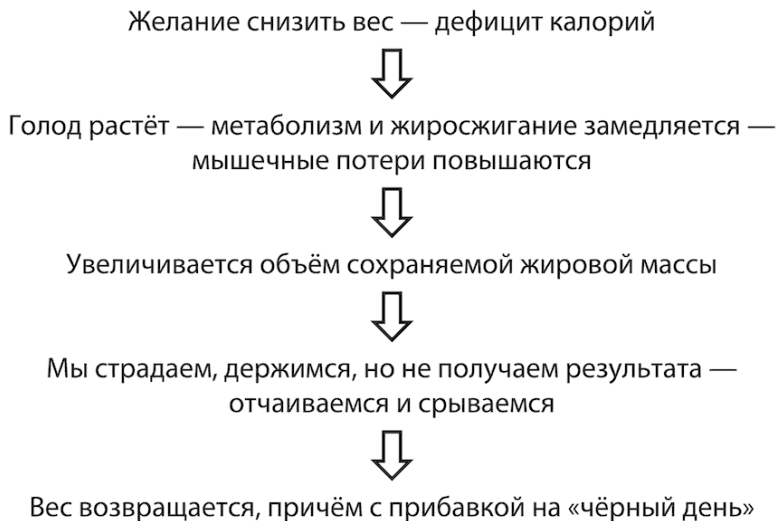 Желание снизить вес — дефицит калорий
Голод растёт — метаболизм и жиросжигание замедляется —
мышечные потери повышаются
Увеличивается объём сохраняемой жировой массы
Мы страдаем, держимся, но не получаем результата —
отчаиваемся и срываемся
Вес возвращается, причём с прибавкой на «чёрный день»